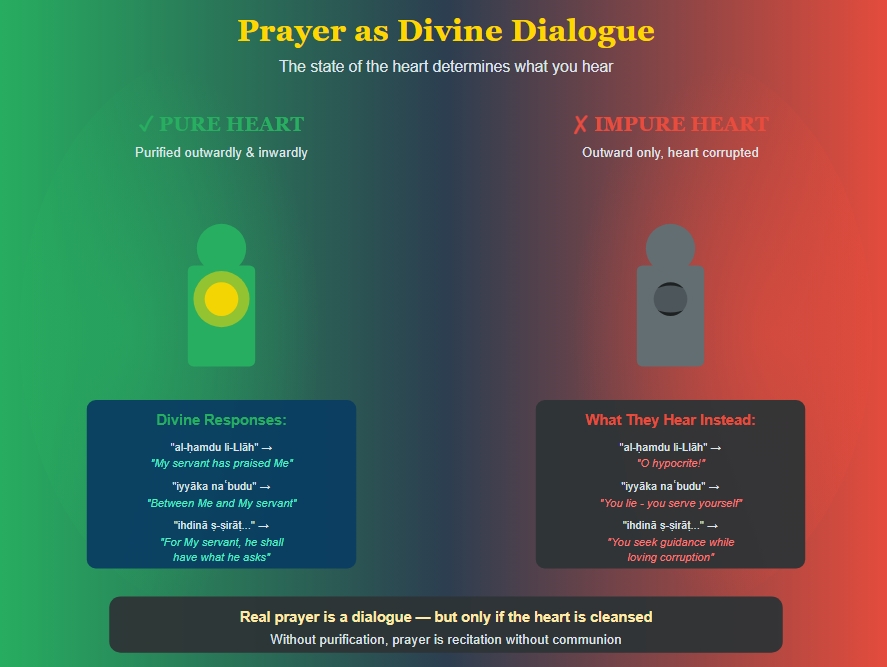 Prayer as Divine Dialogue
The state of the heart determines what you hear
✓ PURE HEART
Purified outwardly & inwardly
✗ IMPURE HEART
Outward only, heart corrupted
Divine Responses:
"al-ḥamdu li-Llāh" →
"My servant has praised Me"
"iyyāka naʿbudu" →
"Between Me and My servant"
"ihdinā ṣ-ṣirāṭ..." →
"For My servant, he shall
have what he asks"
What They Hear Instead:
"al-ḥamdu li-Llāh" →
"O hypocrite!"
"iyyāka naʿbudu" →
"You lie - you serve yourself"
"ihdinā ṣ-ṣirāṭ..." →
"You seek guidance while
loving corruption"
Real prayer is a dialogue — but only if the heart is cleansed
Without purification, prayer is recitation without communion